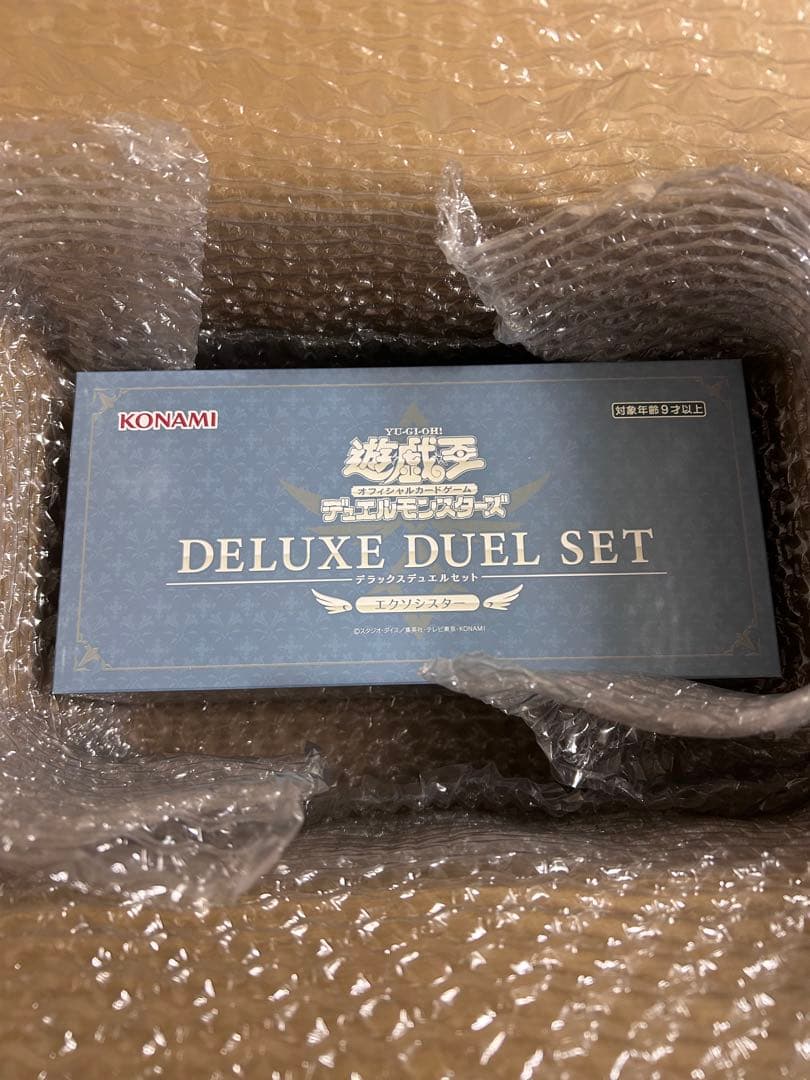 KONAMI
対象年齢9才以上
YU-GI-OH!
遊戯王
オフィシャルカードゲーム
デュエルモンスターズ
DELUXE DUEL SET
デラックスデュエルセット
エクソシスター
©スタジオ・ダイス/集英社・テレビ東京・KONAMI